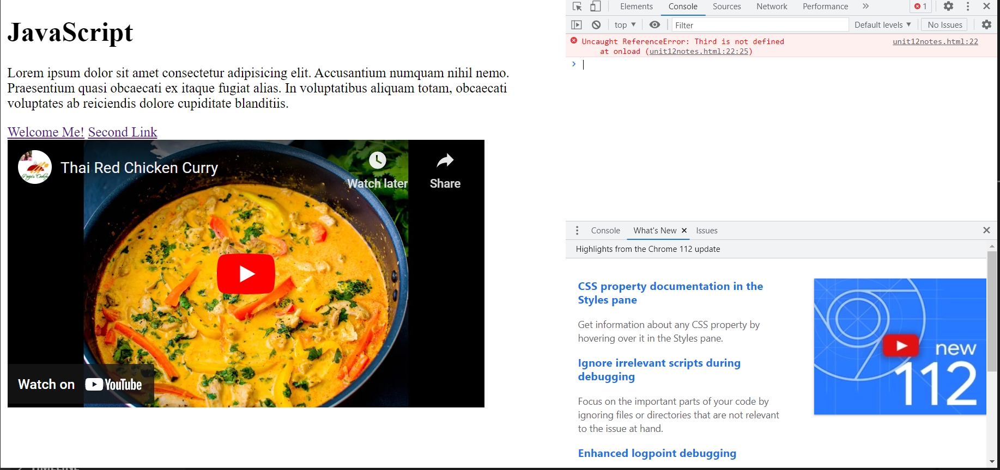 JavaScript
Lorem ipsum dolor sit amet consectetur adipisicing elit. Accusantium numquam nihil nemo.
Praesentium quasi obcaecati ex itaque fugiat alias. In voluptatibus aliquam totam, obcaecati
voluptates ab reiciendis dolore cupiditate blanditiis.
Welcome Me! Second Link
Thai Red Chicken Curry
Watch later
Share
Watch on YouTube
Elements Console Sources Network Performance 1
top Filter Default levels No Issues
Uncaught ReferenceError: Third is not defined unit12notes.html:22
at onload (unit12notes.html:22:25)
Console What's New Issues
Highlights from the Chrome 112 update
CSS property documentation in the
Styles pane
Get information about any CSS property by
hovering over it in the Styles pane.
Ignore irrelevant scripts during
debugging
Focus on the important parts of your code by
ignoring files or directories that are not relevant
to the issue at hand.
Enhanced logpoint debugging
new
112